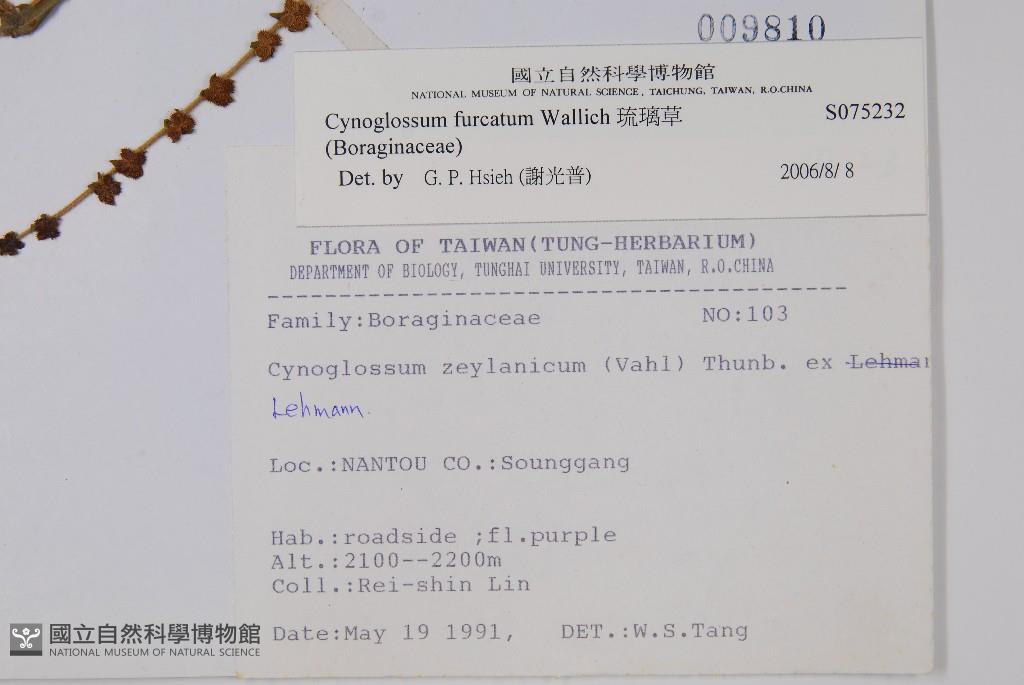 009810
國立自然科學博物館
NATIONAL MUSEUM OF NATURAL SCIENCE, TAICHUNG, TAIWAN, R.O.CHINA
Cynoglossum furcatum Wallich 琉璃草 S075232
(Boraginaceae)
Det. by G. P. Hsieh (謝光普) 2006/8/ 8
FLORA OF TAIWAN(TUNG-HERBARIUM)
DEPARTMENT OF BIOLOGY, TUNGHAI UNIVERSITY, TAIWAN, R.O.CHINA
Family:Boraginaceae NO:103
Cynoglossum zeylanicum (Vahl) Thunb. ex Lehman
Lehmann.
Loc.:NANTOU CO.:Sounggang
Hab.:roadside ;fl.purple
Alt.:2100--2200m
Coll.:Rei-shin Lin
Date:May 19 1991, DET.:W.S.Tang
國立自然科學博物館
NATIONAL MUSEUM OF NATURAL SCIENCE